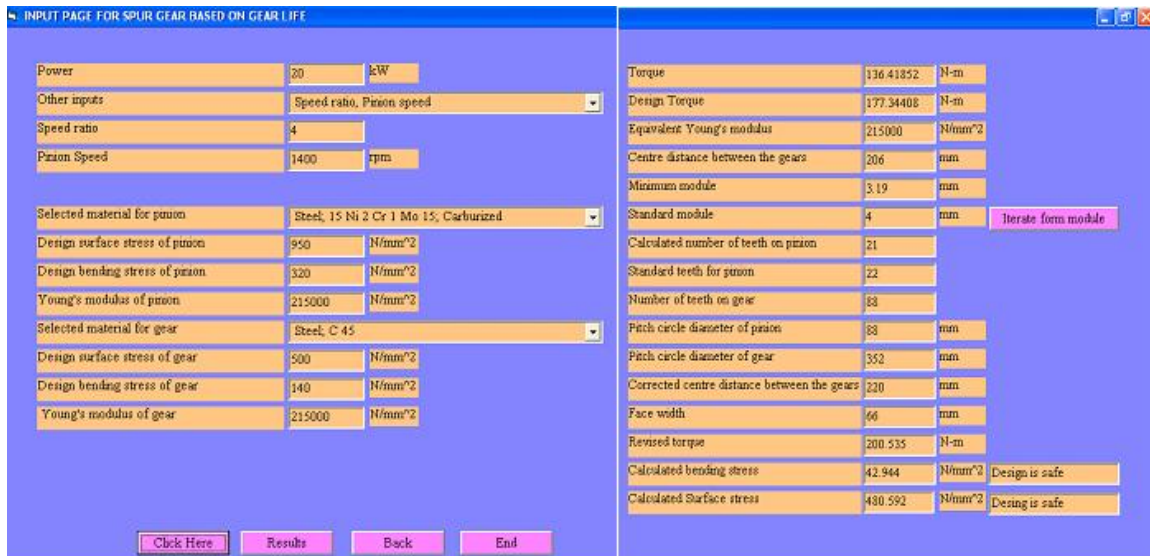 INPUT PAGE FOR SPUR GEAR BASED ON GEAR LIFE
Power 20 kW
Other inputs Speed ratio, Pinion speed
Speed ratio 4
Pinion Speed 1400 rpm
Selected material for pinion Steel; 15 Ni 2 Cr 1 Mo 15; Carburized
Design surface stress of pinion 950 N/mm^2
Design bending stress of pinion 320 N/mm^2
Young's modulus of pinion 215000 N/mm^2
Selected material for gear Steel; C 45
Design surface stress of gear 500 N/mm^2
Design bending stress of gear 140 N/mm^2
Young's modulus of gear 215000 N/mm^2
Click Here Results Back End
Torque 136.41852 N-m
Design Torque 177.34408 N-m
Equivalent Young's modulus 215000 N/mm^2
Centre distance between the gears 206 mm
Minimum module 3.19 mm
Standard module 4 mm Iterate form module
Calculated number of teeth on pinion 21
Standard teeth for pinion 22
Number of teeth on gear 88
Pitch circle diameter of pinion 88 mm
Pitch circle diameter of gear 352 mm
Corrected centre distance between the gears 220 mm
Face width 66 mm
Revised torque 200.535 N-m
Calculated bending stress 42.944 N/mm^2 Design is safe
Calculated Surface stress 480.592 N/mm^2 Desing is safe